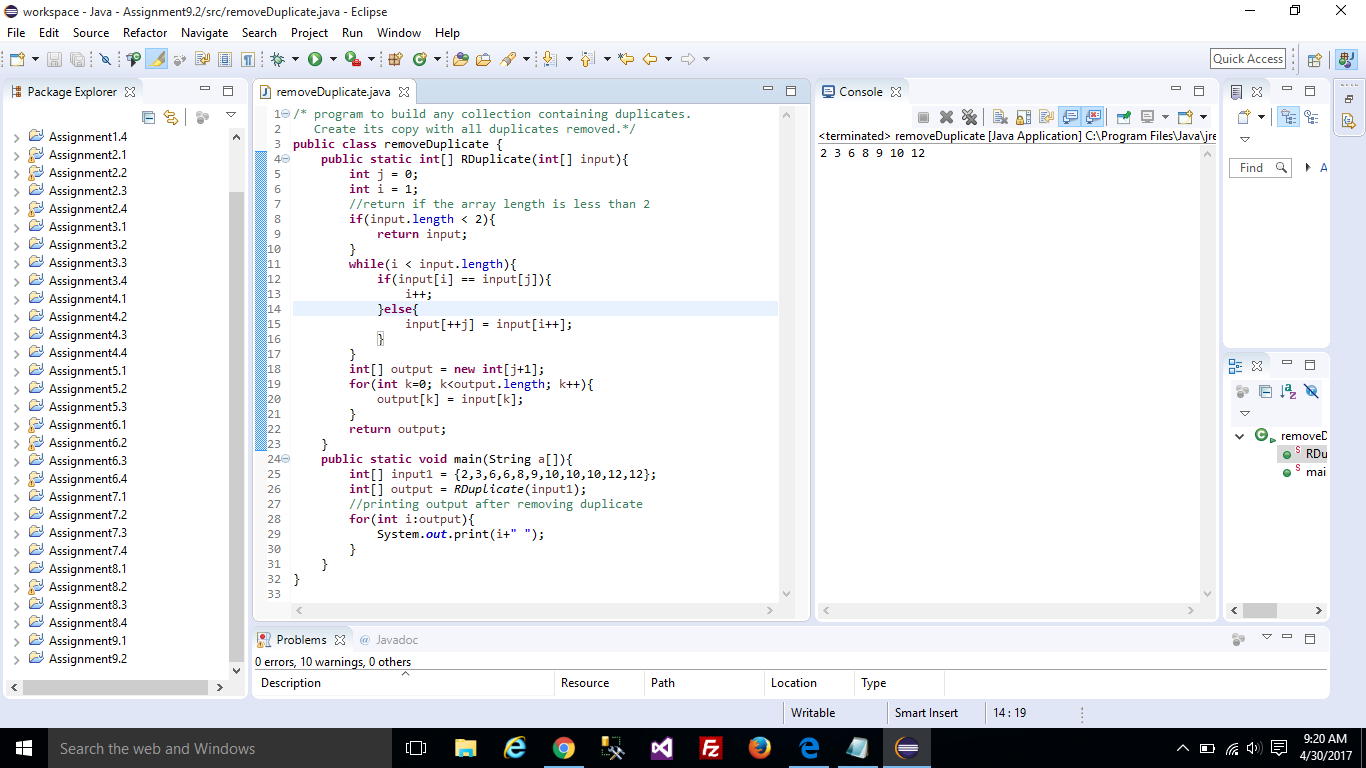 workspace - Java - Assignment9.2/src/removeDuplicate.java - Eclipse
File Edit Source Refactor Navigate Search Project Run Window Help
Quick Access
Package Explorer
Assignment1.4
Assignment2.1
Assignment2.2
Assignment2.3
Assignment2.4
Assignment3.1
Assignment3.2
Assignment3.3
Assignment3.4
Assignment4.1
Assignment4.2
Assignment4.3
Assignment4.4
Assignment5.1
Assignment5.2
Assignment5.3
Assignment6.1
Assignment6.2
Assignment6.3
Assignment6.4
Assignment7.1
Assignment7.2
Assignment7.3
Assignment7.4
Assignment8.1
Assignment8.2
Assignment8.3
Assignment8.4
Assignment9.1
Assignment9.2
removeDuplicate.java
1 /* program to build any collection containing duplicates.
2    Create its copy with all duplicates removed.*/
3 public class removeDuplicate {
4     public static int[] RDuplicate(int[] input){
5         int j = 0;
6         int i = 1;
7         //return if the array length is less than 2
8         if(input.length < 2){
9             return input;
10         }
11         while(i < input.length){
12             if(input[i] == input[j]){
13                 i++;
14             }else{
15                 input[++j] = input[i++];
16             }
17         }
18         int[] output = new int[j+1];
19         for(int k=0; k<output.length; k++){
20             output[k] = input[k];
21         }
22         return output;
23     }
24     public static void main(String a[]){
25         int[] input1 = {2,3,6,6,8,9,10,10,10,12,12};
26         int[] output = RDuplicate(input1);
27         //printing output after removing duplicate
28         for(int i:output){
29             System.out.print(i+" ");
30         }
31     }
32 }
33
Console
<terminated> removeDuplicate [Java Application] C:\Program Files\Java\jre
2 3 6 8 9 10 12
Find A
removeD
RDu
mai
Problems @ Javadoc
0 errors, 10 warnings, 0 others
Description Resource Path Location Type
Writable Smart Insert 14 : 19
Search the web and Windows
9:20 AM
4/30/2017